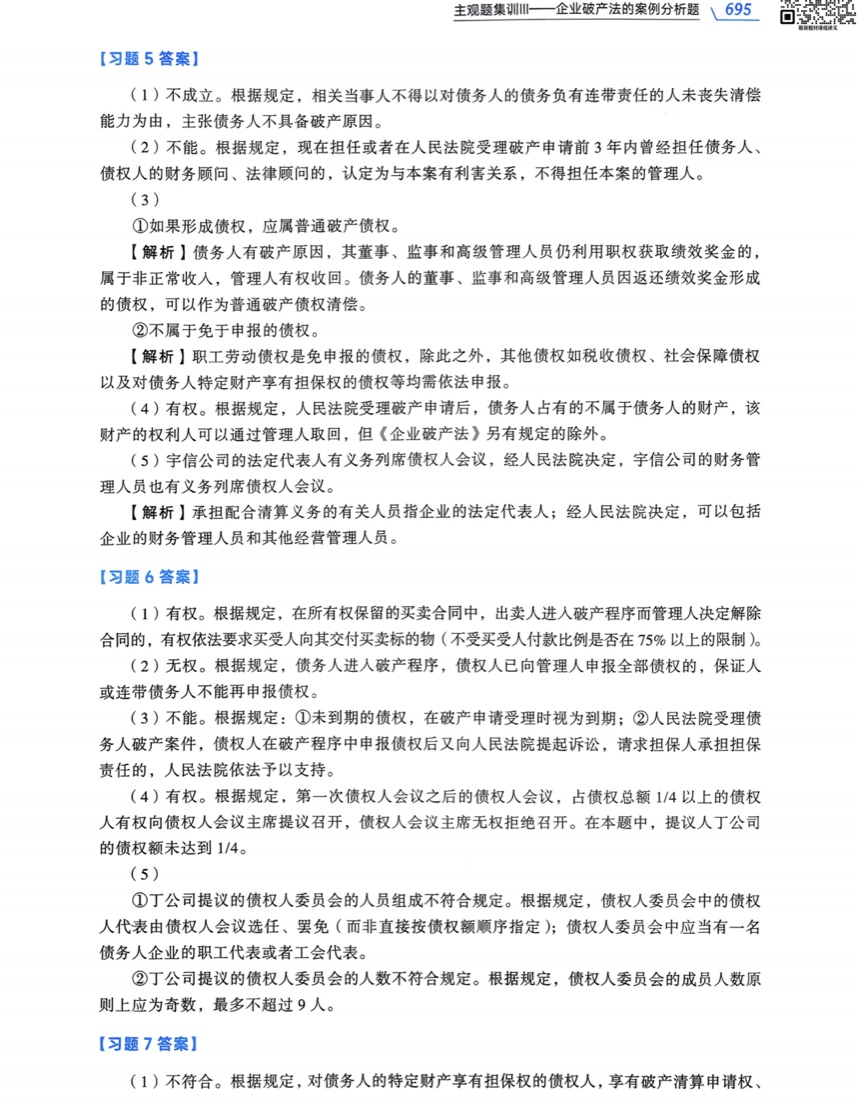 主观题集训III——企业破产法的案例分析题 695
【习题 5 答案】
（1）不成立。根据规定，相关当事人不得以对债务人的债务负有连带责任的人未丧失清偿
能力为由，主张债务人不具备破产原因。
（2）不能。根据规定，现在担任或者在人民法院受理破产申请前 3 年内曾经担任债务人、
债权人的财务顾问、法律顾问的，认定为与本案有利害关系，不得担任本案的管理人。
（3）
①如果形成债权，应属普通破产债权。
【解析】债务人有破产原因，其董事、监事和高级管理人员仍利用职权获取绩效奖金的，
属于非正常收入，管理人有权收回。债务人的董事、监事和高级管理人员因返还绩效奖金形成
的债权，可以作为普通破产债权清偿。
②不属于免于申报的债权。
【解析】职工劳动债权是免申报的债权，除此之外，其他债权如税收债权、社会保障债权
以及对债务人特定财产享有担保权的债权等均需依法申报。
（4）有权。根据规定，人民法院受理破产申请后，债务人占有的不属于债务人的财产，该
财产的权利人可以通过管理人取回，但《企业破产法》另有规定的除外。
（5）宇信公司的法定代表人有义务列席债权人会议，经人民法院决定，宇信公司的财务管
理人员也有义务列席债权人会议。
【解析】承担配合清算义务的有关人员指企业的法定代表人；经人民法院决定，可以包括
企业的财务管理人员和其他经营管理人员。
【习题 6 答案】
（1）有权。根据规定，在所有权保留的买卖合同中，出卖人进入破产程序而管理人决定解除
合同的，有权依法要求买受人向其交付买卖标的物（不受买受人付款比例是否在 75% 以上的限制）。
（2）无权。根据规定，债务人进入破产程序，债权人已向管理人申报全部债权的，保证人
或连带债务人不能再申报债权。
（3）不能。根据规定：①未到期的债权，在破产申请受理时视为到期；②人民法院受理债
务人破产案件，债权人在破产程序中申报债权后又向人民法院提起诉讼，请求担保人承担担保
责任的，人民法院依法予以支持。
（4）有权。根据规定，第一次债权人会议之后的债权人会议，占债权总额 1/4 以上的债权
人有权向债权人会议主席提议召开，债权人会议主席无权拒绝召开。在本题中，提议人丁公司
的债权额未达到 1/4。
（5）
①丁公司提议的债权人委员会的人员组成不符合规定。根据规定，债权人委员会中的债权
人代表由债权人会议选任、罢免（而非直接按债权额顺序指定）；债权人委员会中应当有一名
债务人企业的职工代表或者工会代表。
②丁公司提议的债权人委员会的人数不符合规定。根据规定，债权人委员会的成员人数原
则上应为奇数，最多不超过 9 人。
【习题 7 答案】
（1）不符合。根据规定，对债务人的特定财产享有担保权的债权人，享有破产清算申请权、